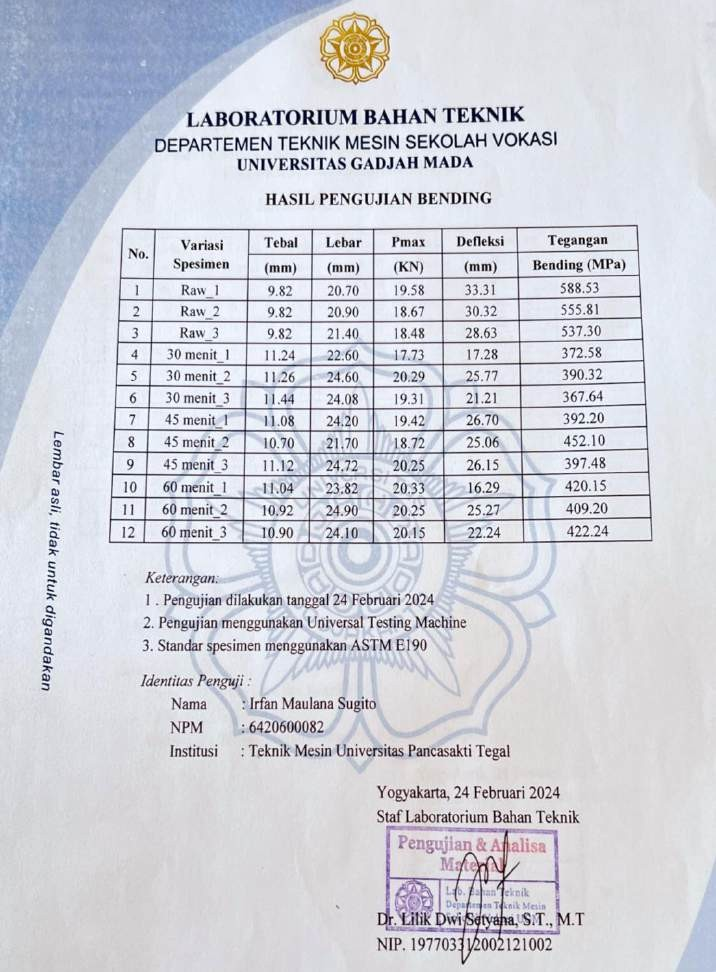 LABORATORIUM BAHAN TEKNIK
DEPARTEMEN TEKNIK MESIN SEKOLAH VOKASI
UNIVERSITAS GADJAH MADA
HASIL PENGUJIAN BENDING
No. Variasi Spesimen Tebal (mm) Lebar (mm) Pmax (KN) Defleksi (mm) Tegangan Bending (MPa)
1 Raw_1 9.82 20.70 19.58 33.31 588.53
2 Raw_2 9.82 20.90 18.67 30.32 555.81
3 Raw_3 9.82 21.40 18.48 28.63 537.30
4 30 menit_1 11.24 22.60 17.73 17.28 372.58
5 30 menit_2 11.26 24.60 20.29 25.77 390.32
6 30 menit_3 11.44 24.08 19.31 21.21 367.64
7 45 menit_1 11.08 24.20 19.42 26.70 392.20
8 45 menit_2 10.70 21.70 18.72 25.06 452.10
9 45 menit_3 11.12 24.72 20.25 26.15 397.48
10 60 menit_1 11.04 23.82 20.33 16.29 420.15
11 60 menit_2 10.92 24.90 20.25 25.27 409.20
12 60 menit_3 10.90 24.10 20.15 22.24 422.24
Lembar asli, tidak untuk digandakan
Keterangan:
1 . Pengujian dilakukan tanggal 24 Februari 2024
2. Pengujian menggunakan Universal Testing Machine
3. Standar spesimen menggunakan ASTM E190
Identitas Penguji :
Nama : Irfan Maulana Sugito
NPM : 6420600082
Institusi : Teknik Mesin Universitas Pancasakti Tegal
Yogyakarta, 24 Februari 2024
Staf Laboratorium Bahan Teknik
Pengujian & Analisa
Material
Lab. Bahan Teknik
Departemen Teknik Mesin
Dr. Lilik Dwi Setyana, S.T., M.T
NIP. 197703312002121002